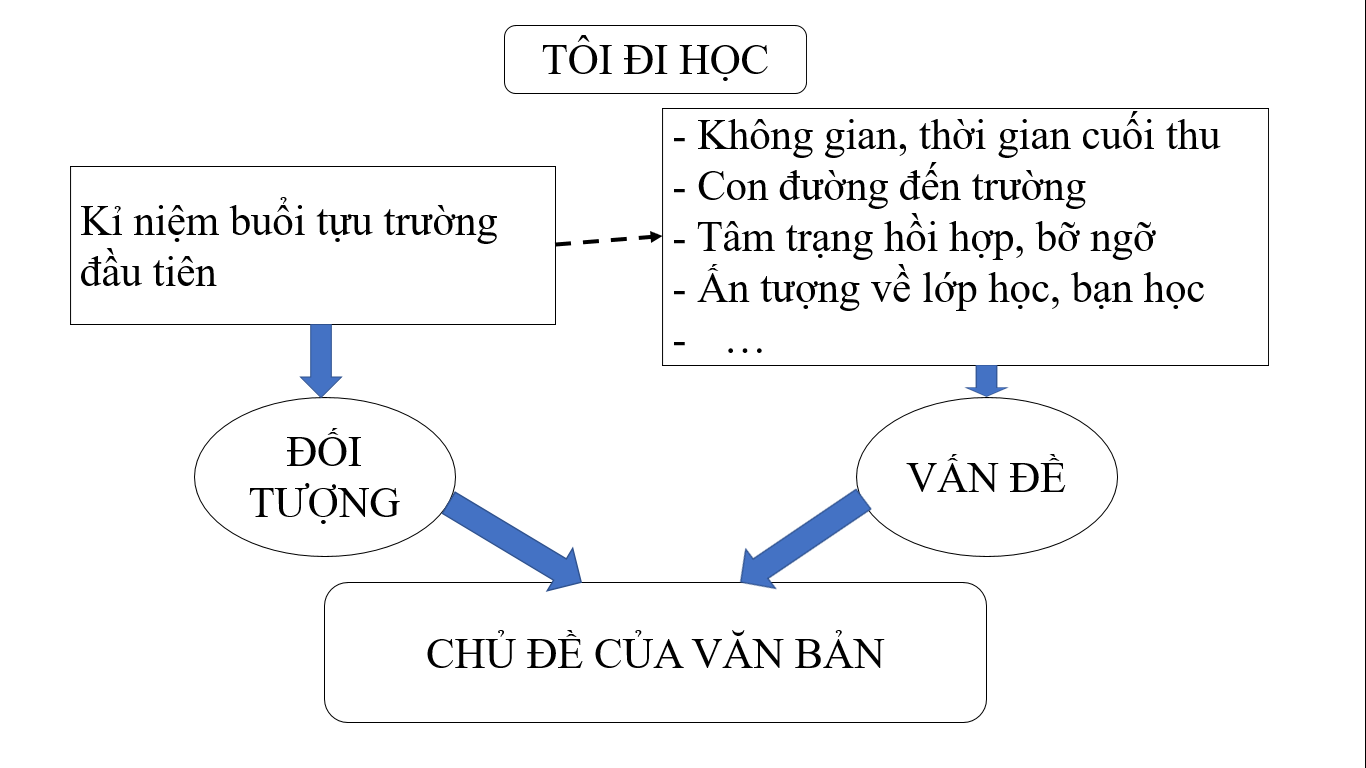 TÔI ĐI HỌC
Kỉ niệm buổi tựu trường
đầu tiên
- Không gian, thời gian cuối thu
- Con đường đến trường
- Tâm trạng hồi hợp, bỡ ngỡ
- Ấn tượng về lớp học, bạn học
- …
ĐỐI
TƯỢNG
VẤN ĐỀ
CHỦ ĐỀ CỦA VĂN BẢN